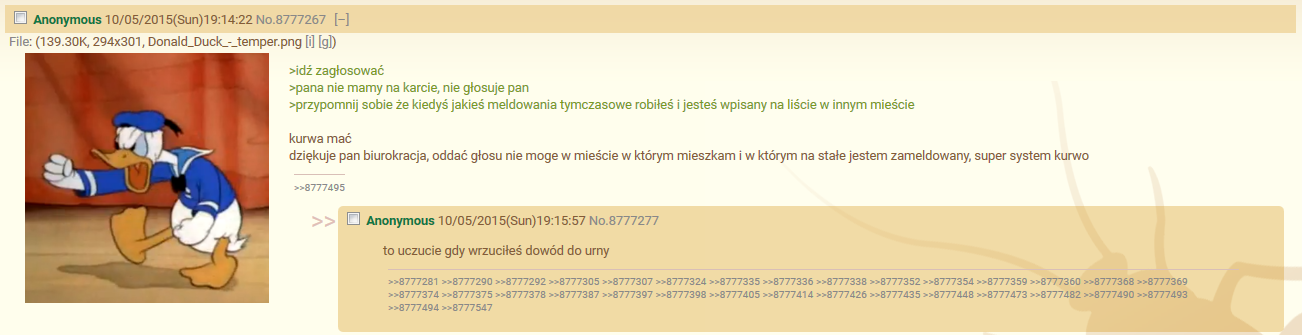 Anonymous 10/05/2015(Sun)19:14:22 No.8777267 [–]
File: (139.30K, 294x301, Donald_Duck_-_temper.png [i] [g])
>idź zagłosować
>pana nie mamy na karcie, nie głosuje pan
>przypomnij sobie że kiedyś jakieś meldowania tymczasowe robiłeś i jesteś wpisany na liście w innym mieście
kurwa mać
dziękuje pan biurokracja, oddać głosu nie moge w mieście w którym mieszkam i w którym na stałe jestem zameldowany, super system kurwo
>>8777495
>> Anonymous 10/05/2015(Sun)19:15:57 No.8777277
to uczucie gdy wrzuciłeś dowód do urny
>>8777281 >>8777290 >>8777292 >>8777305 >>8777307 >>8777324 >>8777335 >>8777336 >>8777338 >>8777352 >>8777354 >>8777359 >>8777360 >>8777368 >>8777369
>>8777374 >>8777375 >>8777378 >>8777387 >>8777397 >>8777398 >>8777405 >>8777414 >>8777426 >>8777435 >>8777448 >>8777473 >>8777482 >>8777490 >>8777493
>>8777494 >>8777547